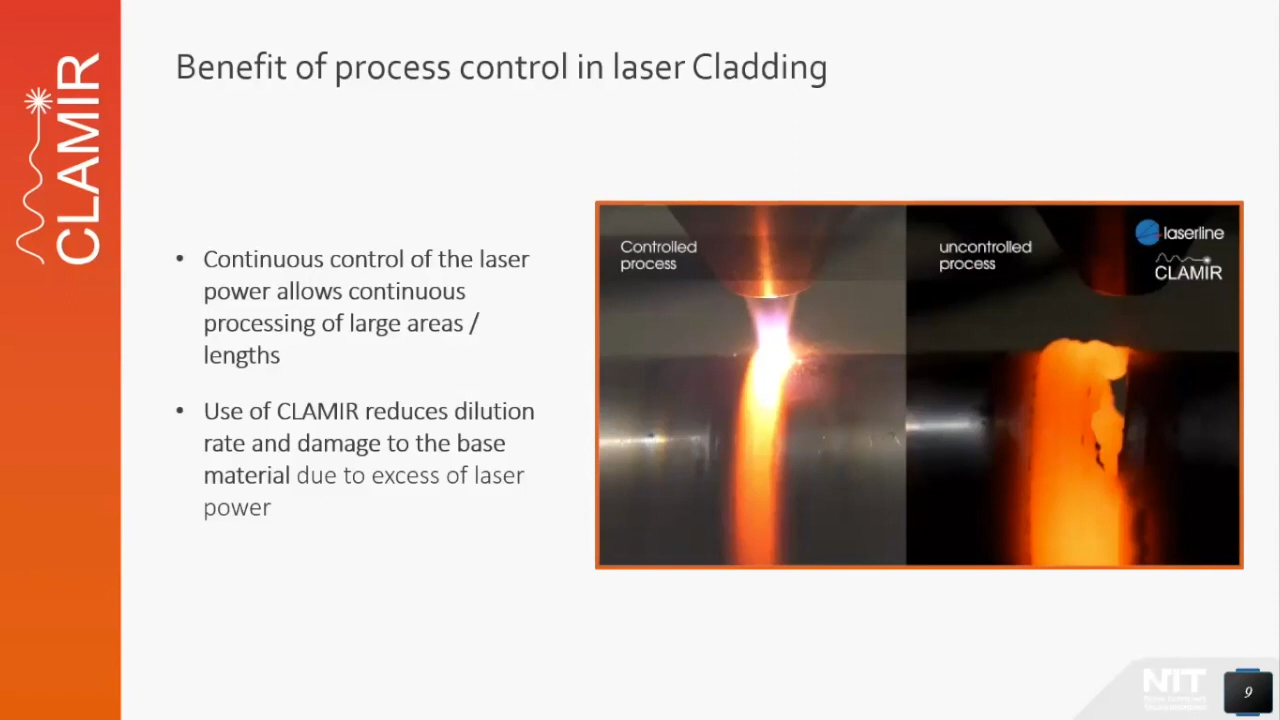 CLAMIR
Benefit of process control in laser Cladding
• Continuous control of the laser
power allows continuous
processing of large areas /
lengths
• Use of CLAMIR reduces dilution
rate and damage to the base
material due to excess of laser
power
Controlled
process
uncontrolled
process
laserline
CLAMIR
NIT
9